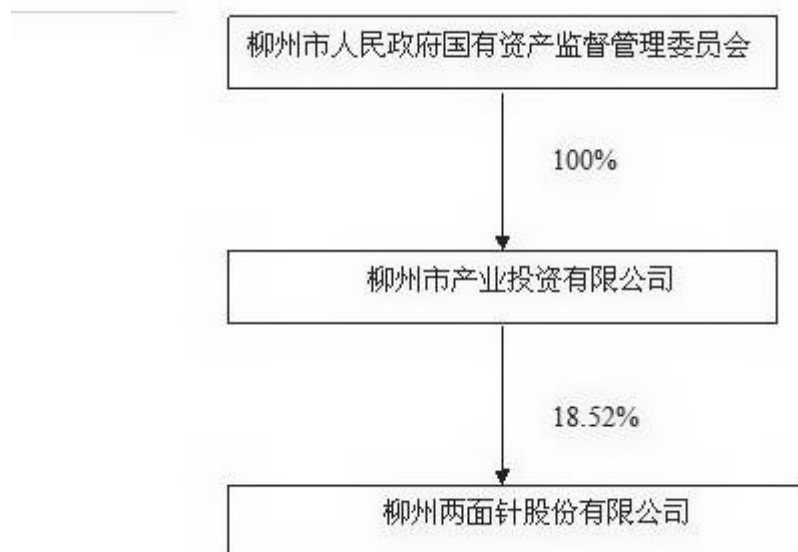 柳州市人民政府国有资产监督管理委员会
100%
柳州市产业投资有限公司
18.52%
柳州两面针股份有限公司